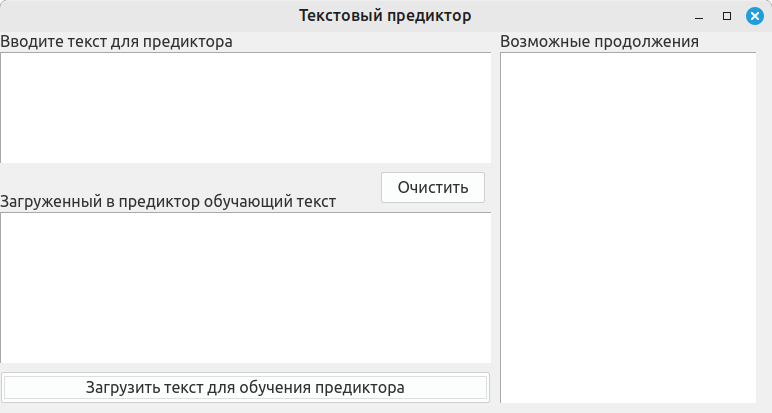 Текстовый предиктор
Вводите текст для предиктора
Возможные продолжения
Очистить
Загруженный в предиктор обучающий текст
Загрузить текст для обучения предиктора